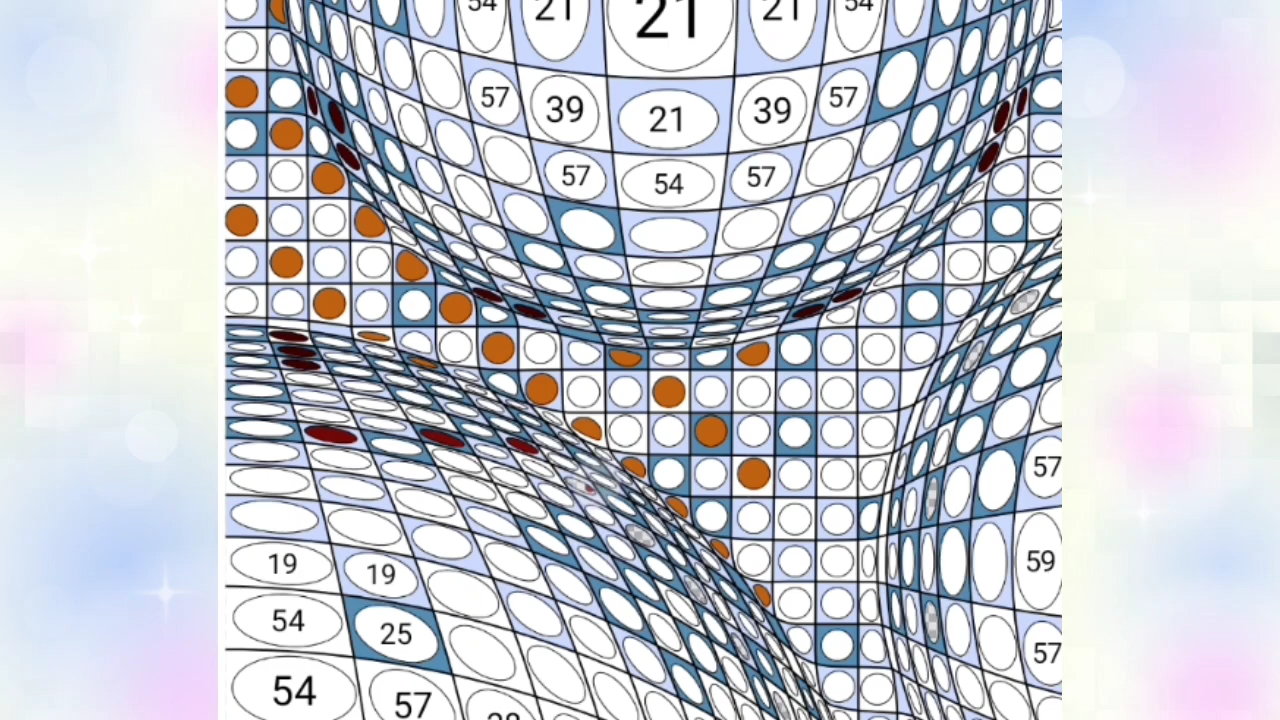 54 21 21 21 54
57 39 21 39 57
57 54 57
57
19 19
59
54 25
57
54 57